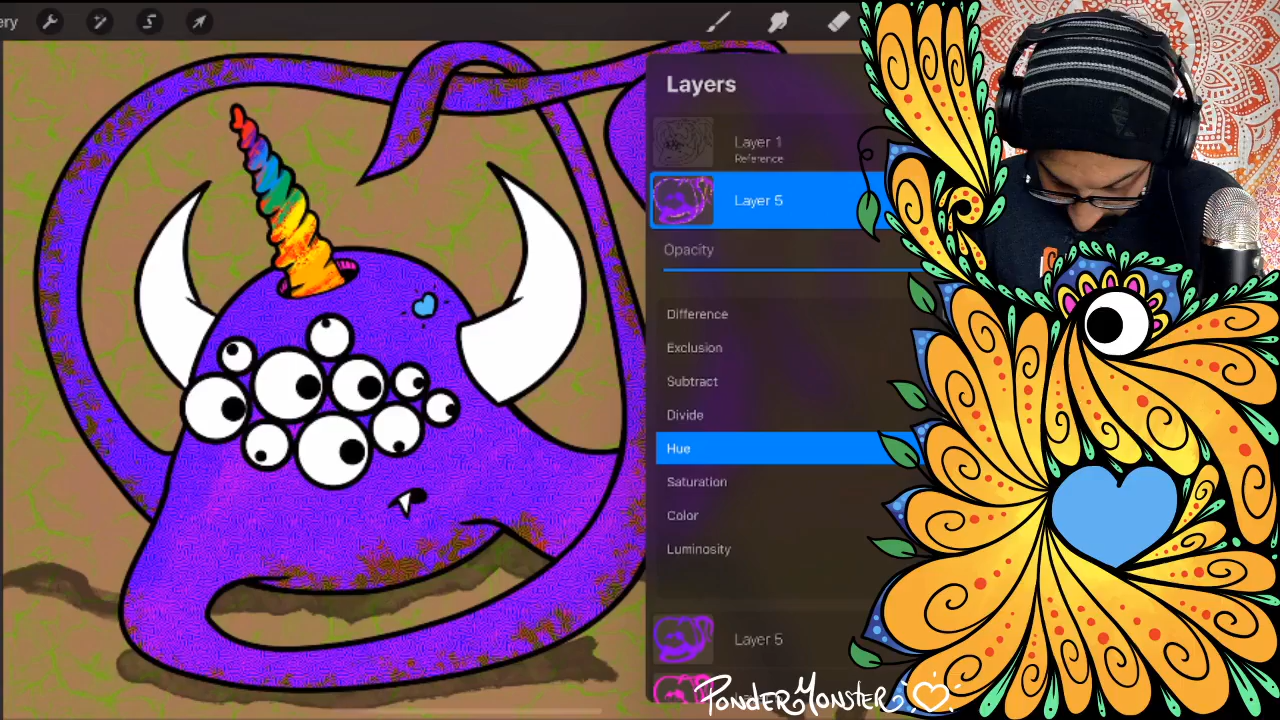 ery
Layers
Layer 1
Reference
Layer 5
Opacity
Difference
Exclusion
Subtract
Divide
Hue
Saturation
Color
Luminosity
Layer 5
PonderMonster